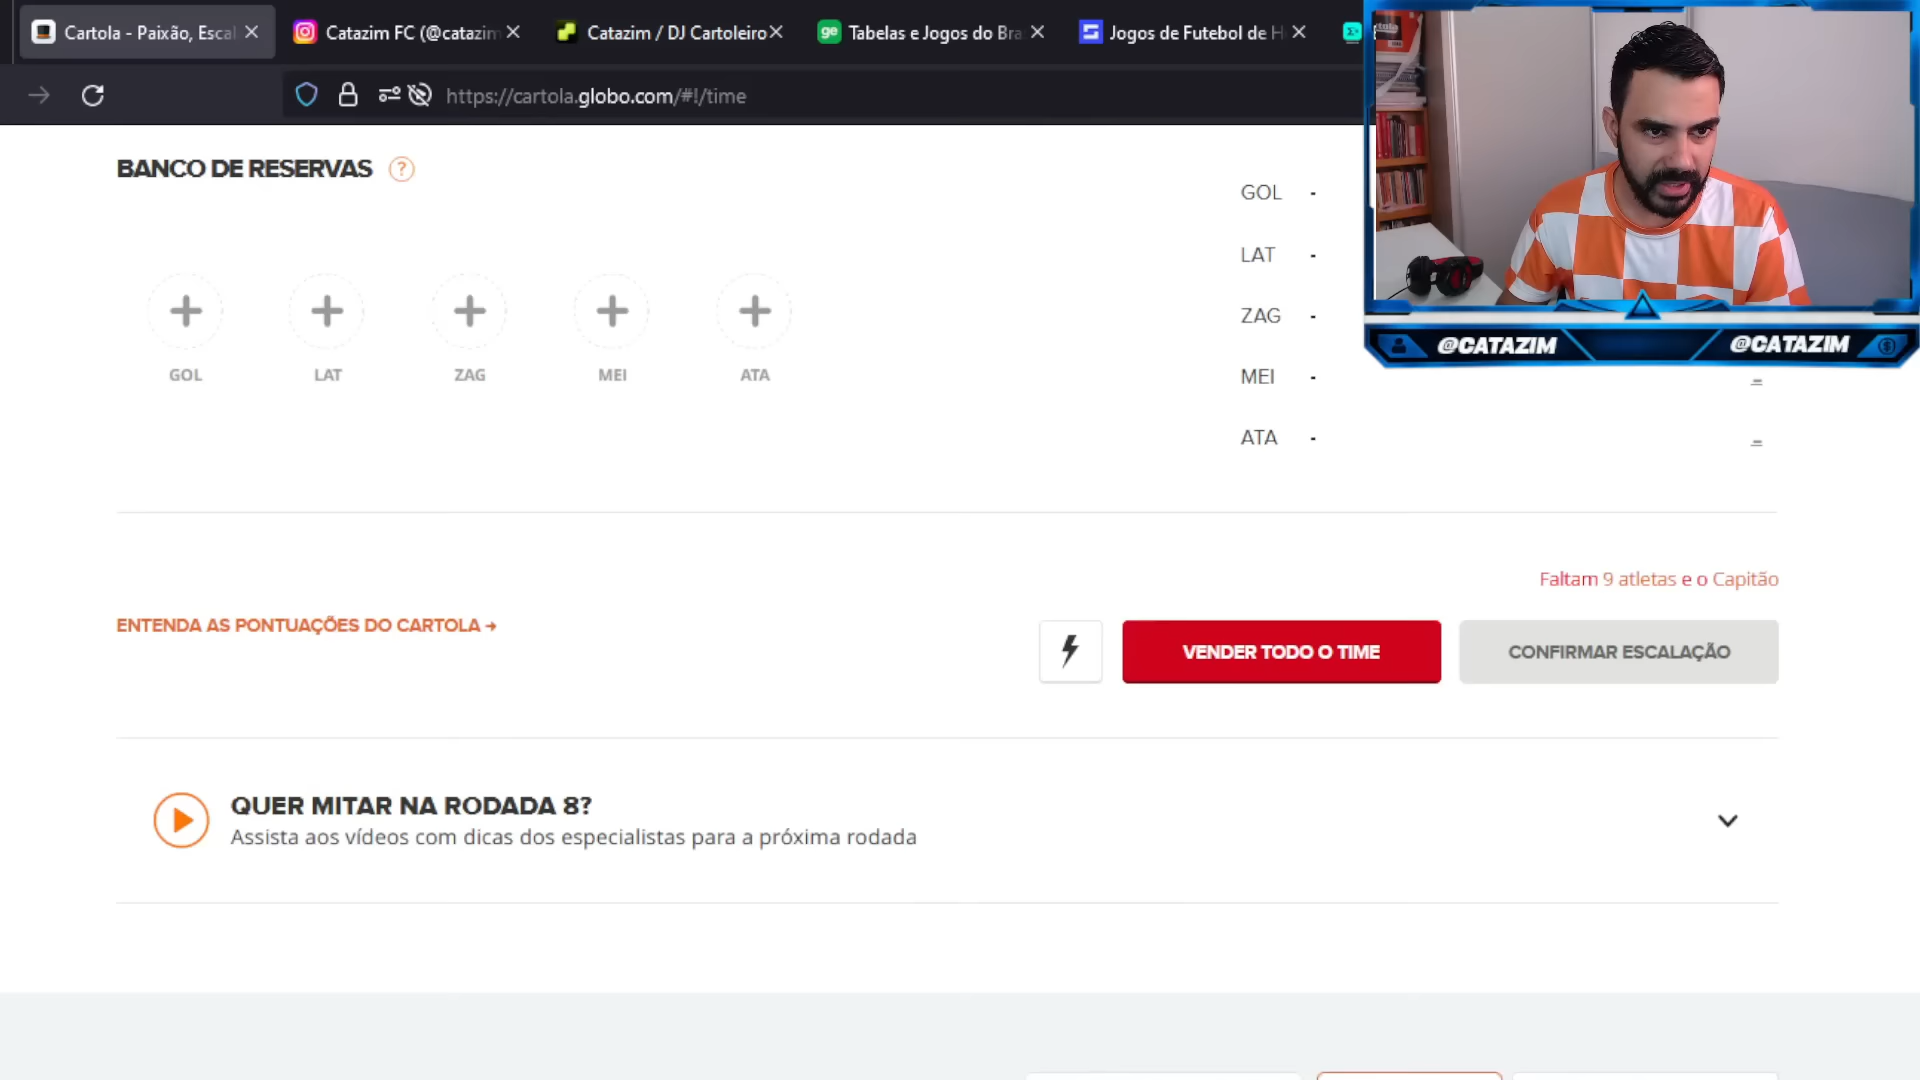 Cartola - Paixão, Escal
Catazim FC (@catazim
Catazim / DJ Cartoleiro
ge Tabelas e Jogos do Bra
Jogos de Futebol de H
https://cartola.globo.com/#!/time
BANCO DE RESERVAS ?
GOL LAT ZAG MEI ATA
GOL -
LAT -
ZAG -
MEI -
ATA -
@CATAZIM @CATAZIM
Faltam 9 atletas e o Capitão
ENTENDA AS PONTUAÇÕES DO CARTOLA →
VENDER TODO O TIME
CONFIRMAR ESCALAÇÃO
QUER MITAR NA RODADA 8?
Assista aos vídeos com dicas dos especialistas para a próxima rodada